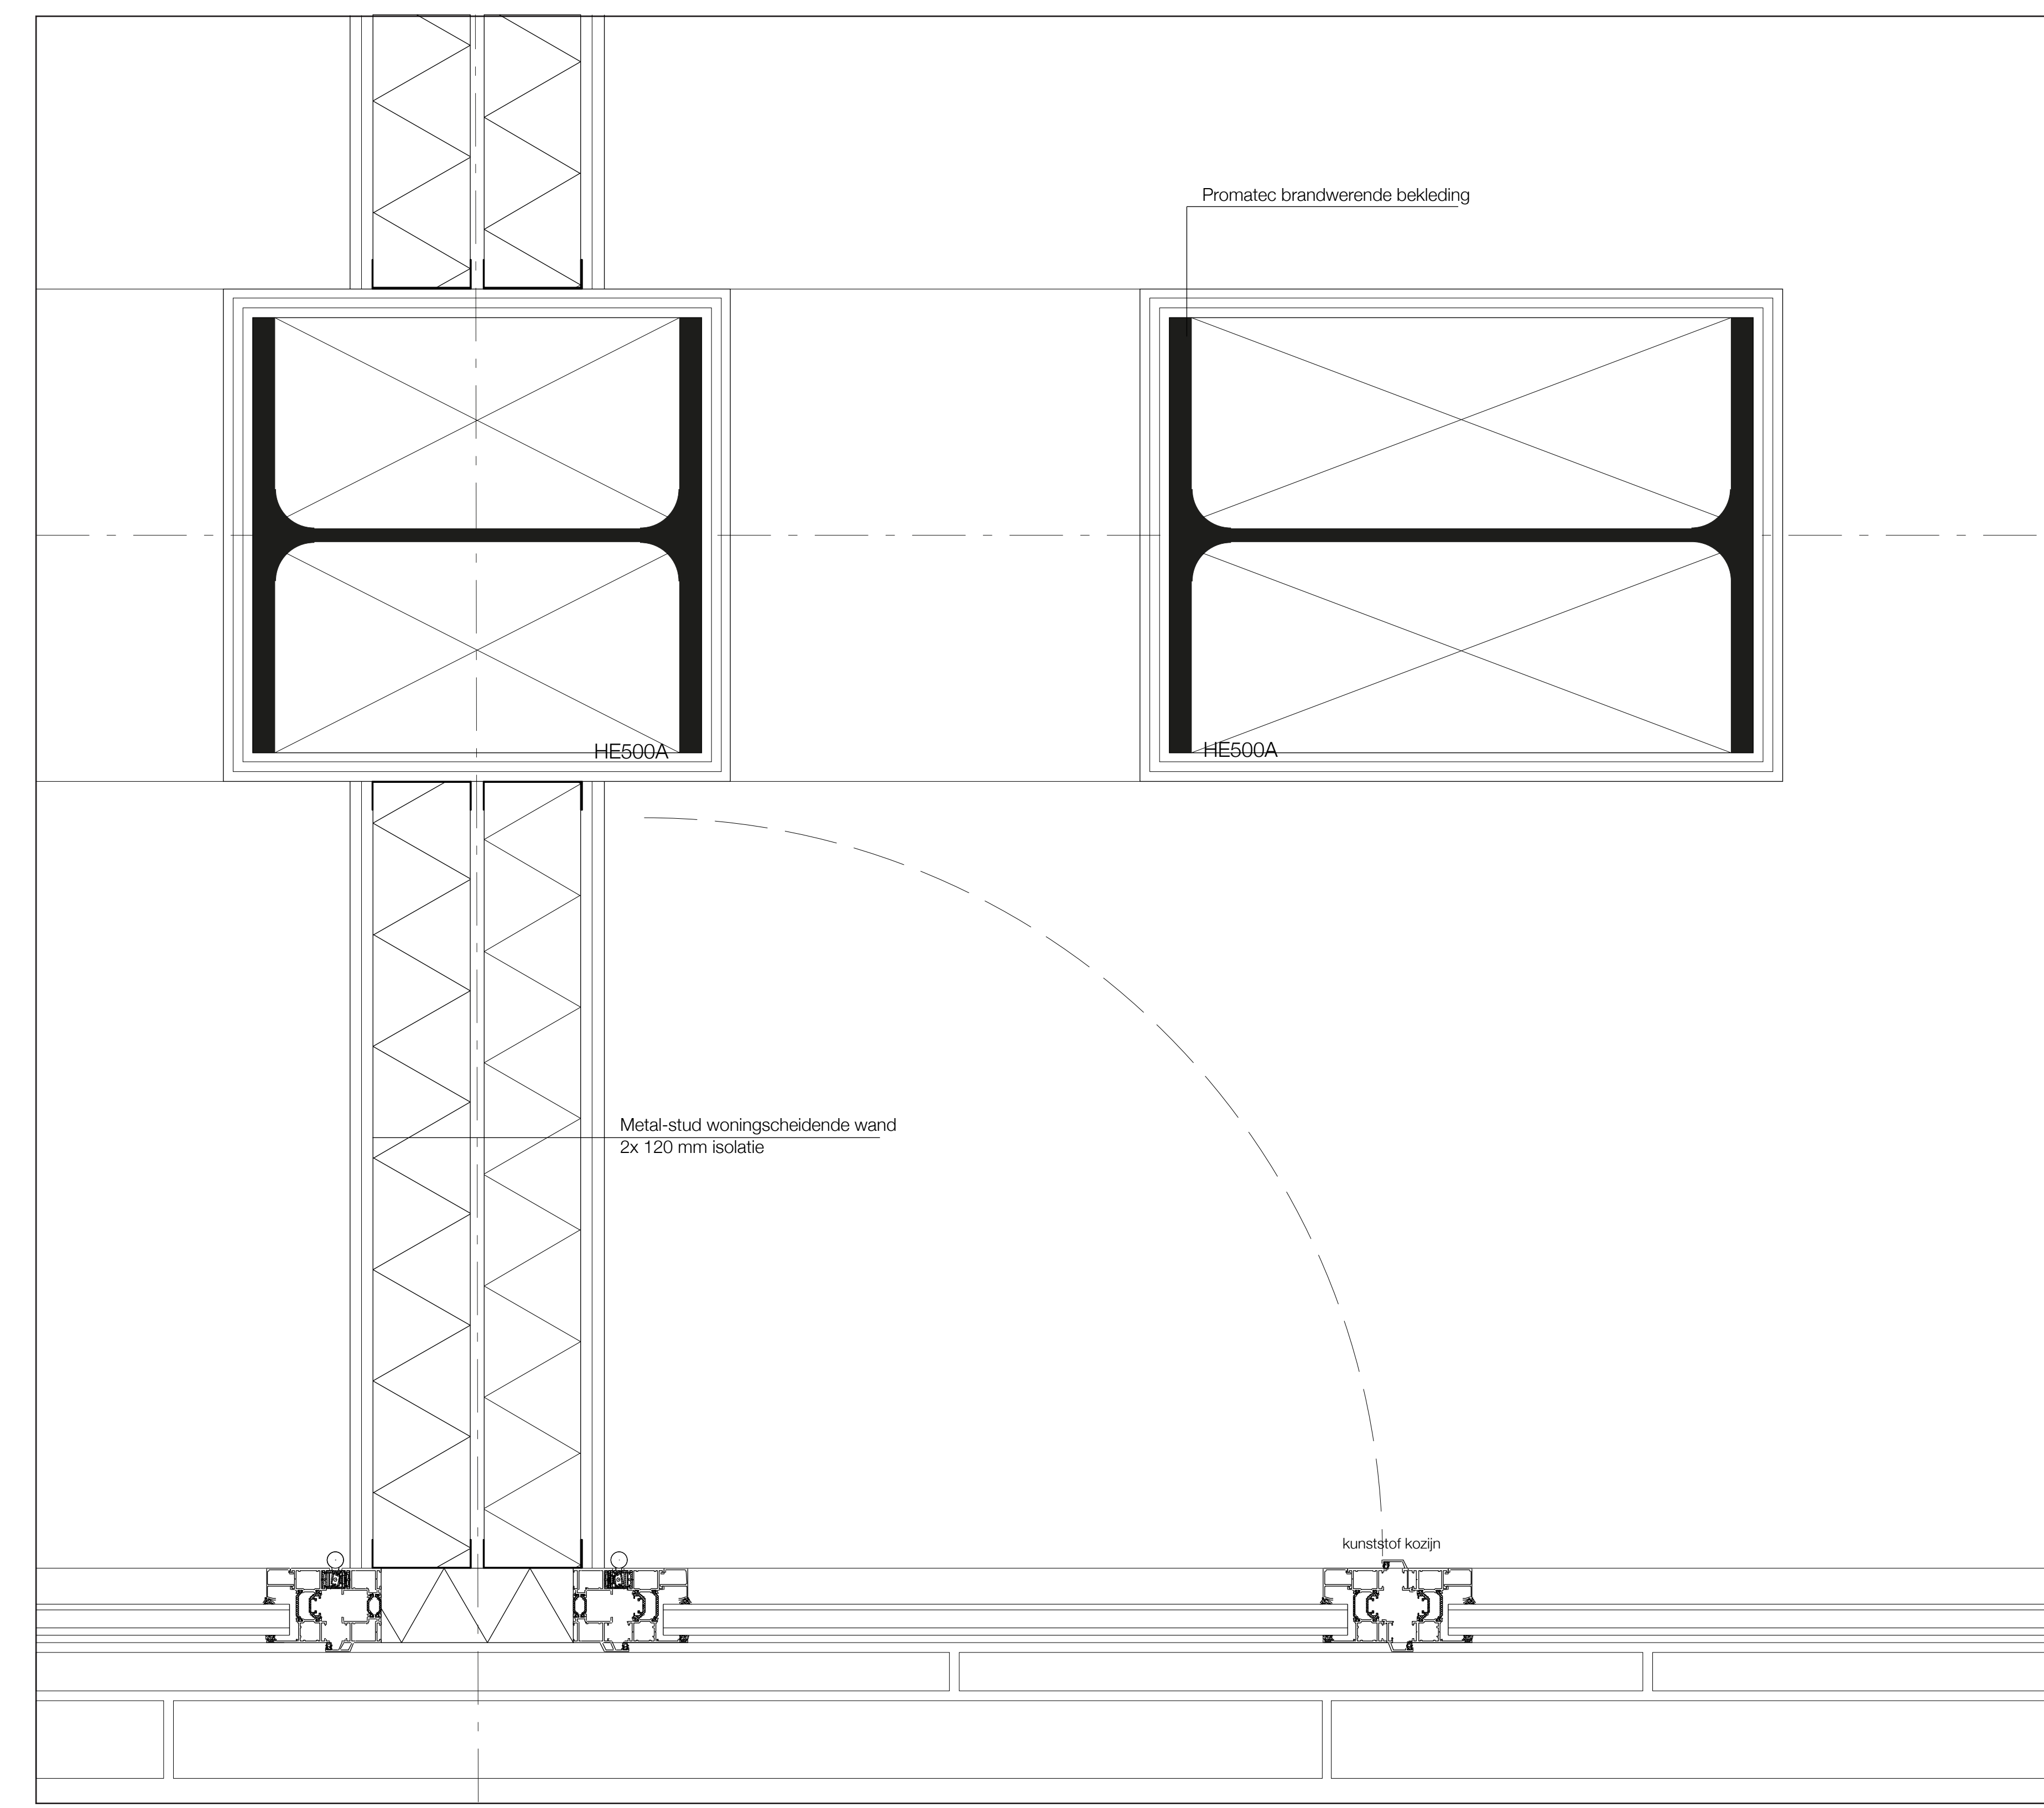 Promatec brandwerende bekleding
HE500A
HE500A
Metal-stud woningscheidende wand
2x 120 mm isolatie
kunststof kozijn